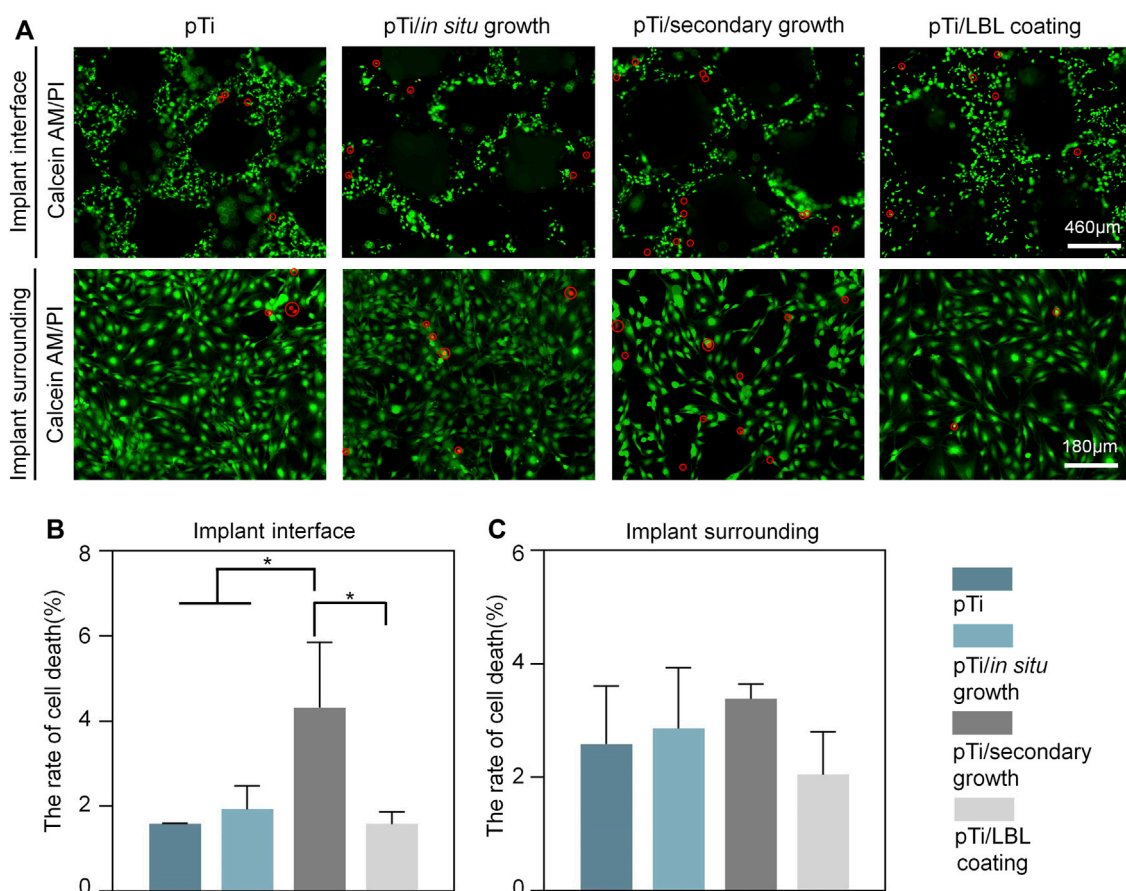 A
pTi
pTi/in situ growth
pTi/secondary growth
pTi/LBL coating
Implant interface
Calcein AM/PI
460μm
Implant surrounding
Calcein AM/PI
180μm
B
Implant interface
The rate of cell death(%)
8
6
4
2
0
*
*
C
Implant surrounding
The rate of cell death(%)
6
4
2
0
pTi
pTi/in situ
growth
pTi/secondary
growth
pTi/LBL
coating